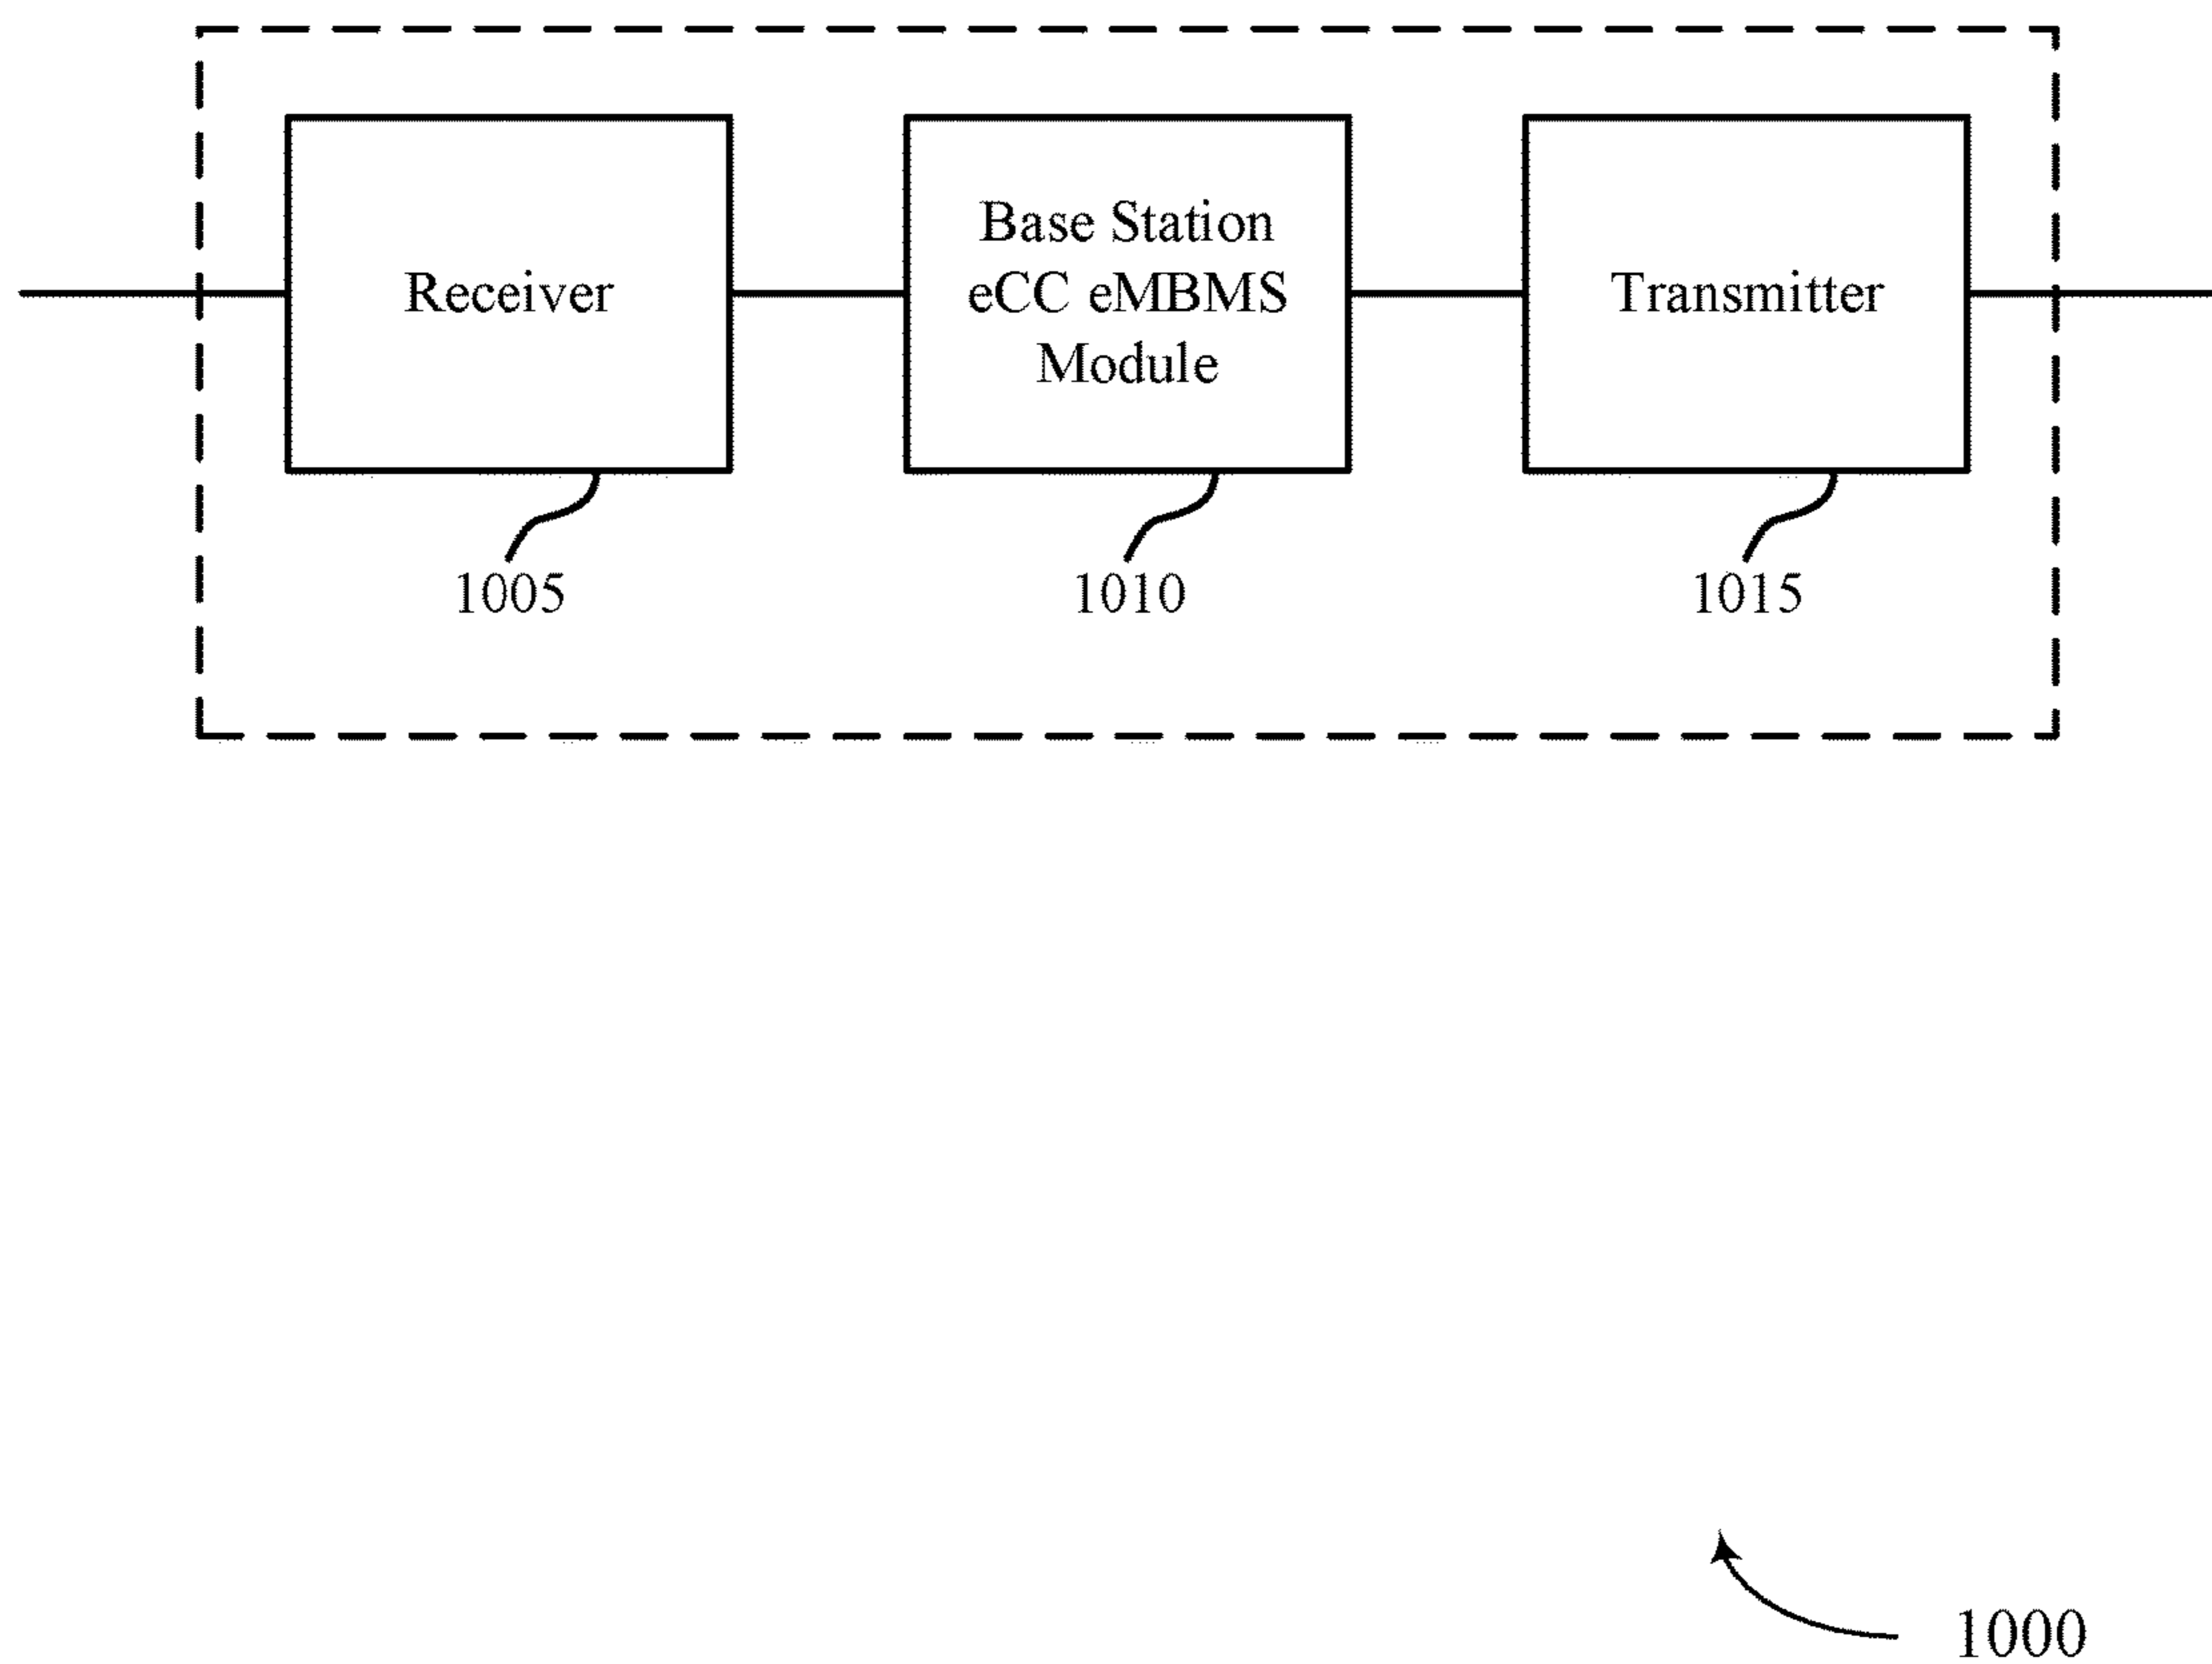 Receiver
Base Station
eCC eMBMS
Module
Transmitter
1005
1010
1015
1000